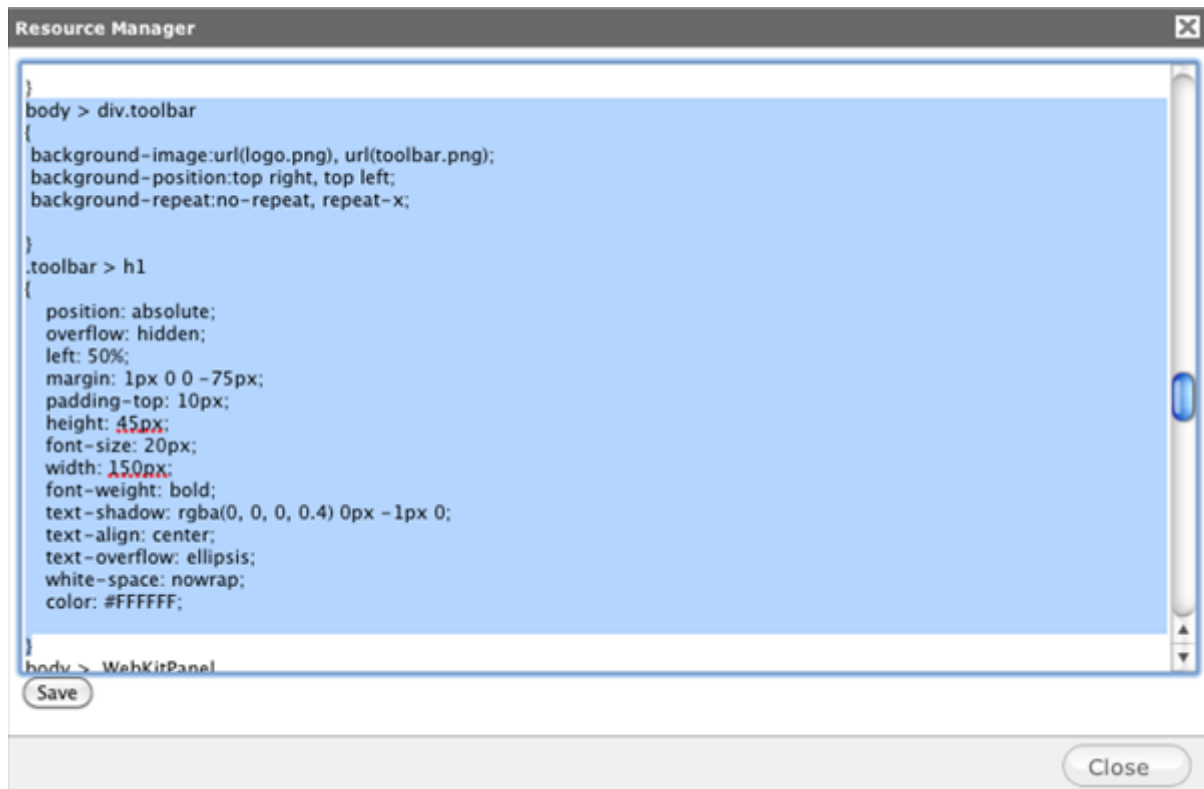 Resource Manager
}
body > div.toolbar
{
background-image:url(logo.png), url(toolbar.png);
background-position:top right, top left;
background-repeat:no-repeat, repeat-x;
}
.toolbar > h1
{
position: absolute;
overflow: hidden;
left: 50%;
margin: 1px 0 0 -75px;
padding-top: 10px;
height: 45px;
font-size: 20px;
width: 150px;
font-weight: bold;
text-shadow: rgba(0, 0, 0, 0.4) 0px -1px 0;
text-align: center;
text-overflow: ellipsis;
white-space: nowrap;
color: #FFFFFF;
}
body > .WebKitPanel
Save
Close